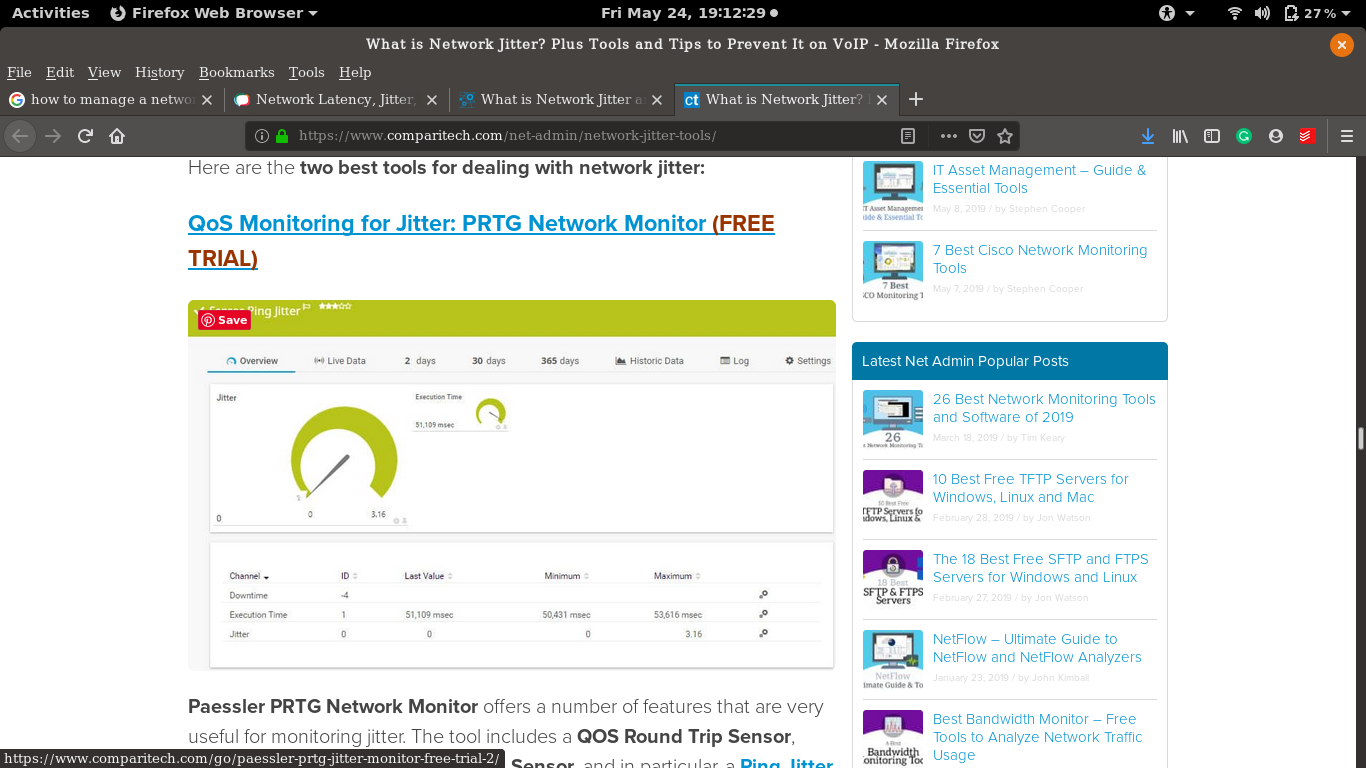 Activities Firefox Web Browser Fri May 24, 19:12:29 27 %
What is Network Jitter? Plus Tools and Tips to Prevent It on VoIP - Mozilla Firefox
File Edit View History Bookmarks Tools Help
how to manage a netwo Network Latency, Jitter, What is Network Jitter a What is Network Jitter?
https://www.comparitech.com/net-admin/network-jitter-tools/
Here are the two best tools for dealing with network jitter:
QoS Monitoring for Jitter: PRTG Network Monitor (FREE
TRIAL)
Ping Jitter
Save
Overview Live Data 2 days 30 days 365 days Historic Data Log Settings
Jitter
Execution Time
51,109 msec
0 3.16
0
Channel ID Last Value Minimum Maximum
Downtime -4
Execution Time 1 51,109 msec 50,431 msec 53,616 msec
Jitter 0 0 0 3.16
Paessler PRTG Network Monitor offers a number of features that are very
useful for monitoring jitter. The tool includes a QOS Round Trip Sensor,
Sensor, and in particular, a Ping Jitter
https://www.comparitech.com/go/paessler-prtg-jitter-monitor-free-trial-2/
IT Asset Management – Guide &
Essential Tools
May 8, 2019 / by Stephen Cooper
7 Best Cisco Network Monitoring
Tools
May 7, 2019 / by Stephen Cooper
7 Best
Latest Net Admin Popular Posts
26 Best Network Monitoring Tools
and Software of 2019
March 18, 2019 / by Tim Keary
26
10 Best Free TFTP Servers for
Windows, Linux and Mac
February 28, 2019 / by Jon Watson
10 Best Free
The 18 Best Free SFTP and FTPS
Servers for Windows and Linux
February 27, 2019 / by Jon Watson
18 Best
SFTP & FTPS
Servers
NetFlow – Ultimate Guide to
NetFlow and NetFlow Analyzers
January 23, 2019 / by John Kimball
NetFlow
Best Bandwidth Monitor – Free
Tools to Analyze Network Traffic
Usage
Bandwidth